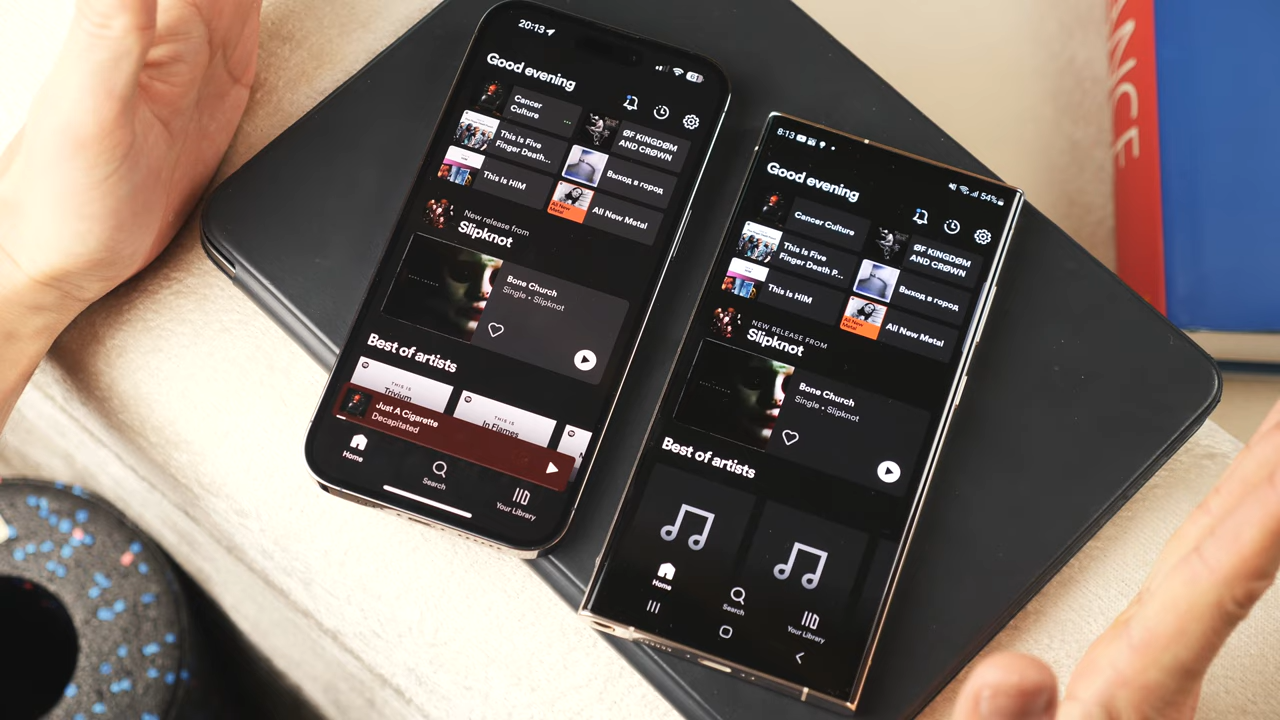 20:13
61
Good evening
Cancer
Culture
...
ØF KINGDØM
AND CRØWN
This Is Five
Finger Death...
Выход в город
This Is HIM
All New
Metal
All New Metal
New release from
Slipknot
Bone Church
Single • Slipknot
Best of artists
THIS IS
Trivium
THIS IS
In Flames
Just A Cigarette
Decapitated
Home
Search
Your Library
8:13
54%
Good evening
Cancer Culture
ØF KINGDØM
AND CRØWN
This Is Five
Finger Death P...
Выход в город
This Is HIM
All New
Metal
All New Metal
NEW RELEASE FROM
Slipknot
Bone Church
Single • Slipknot
Best of artists
Home
Search
Your Library
ANCE